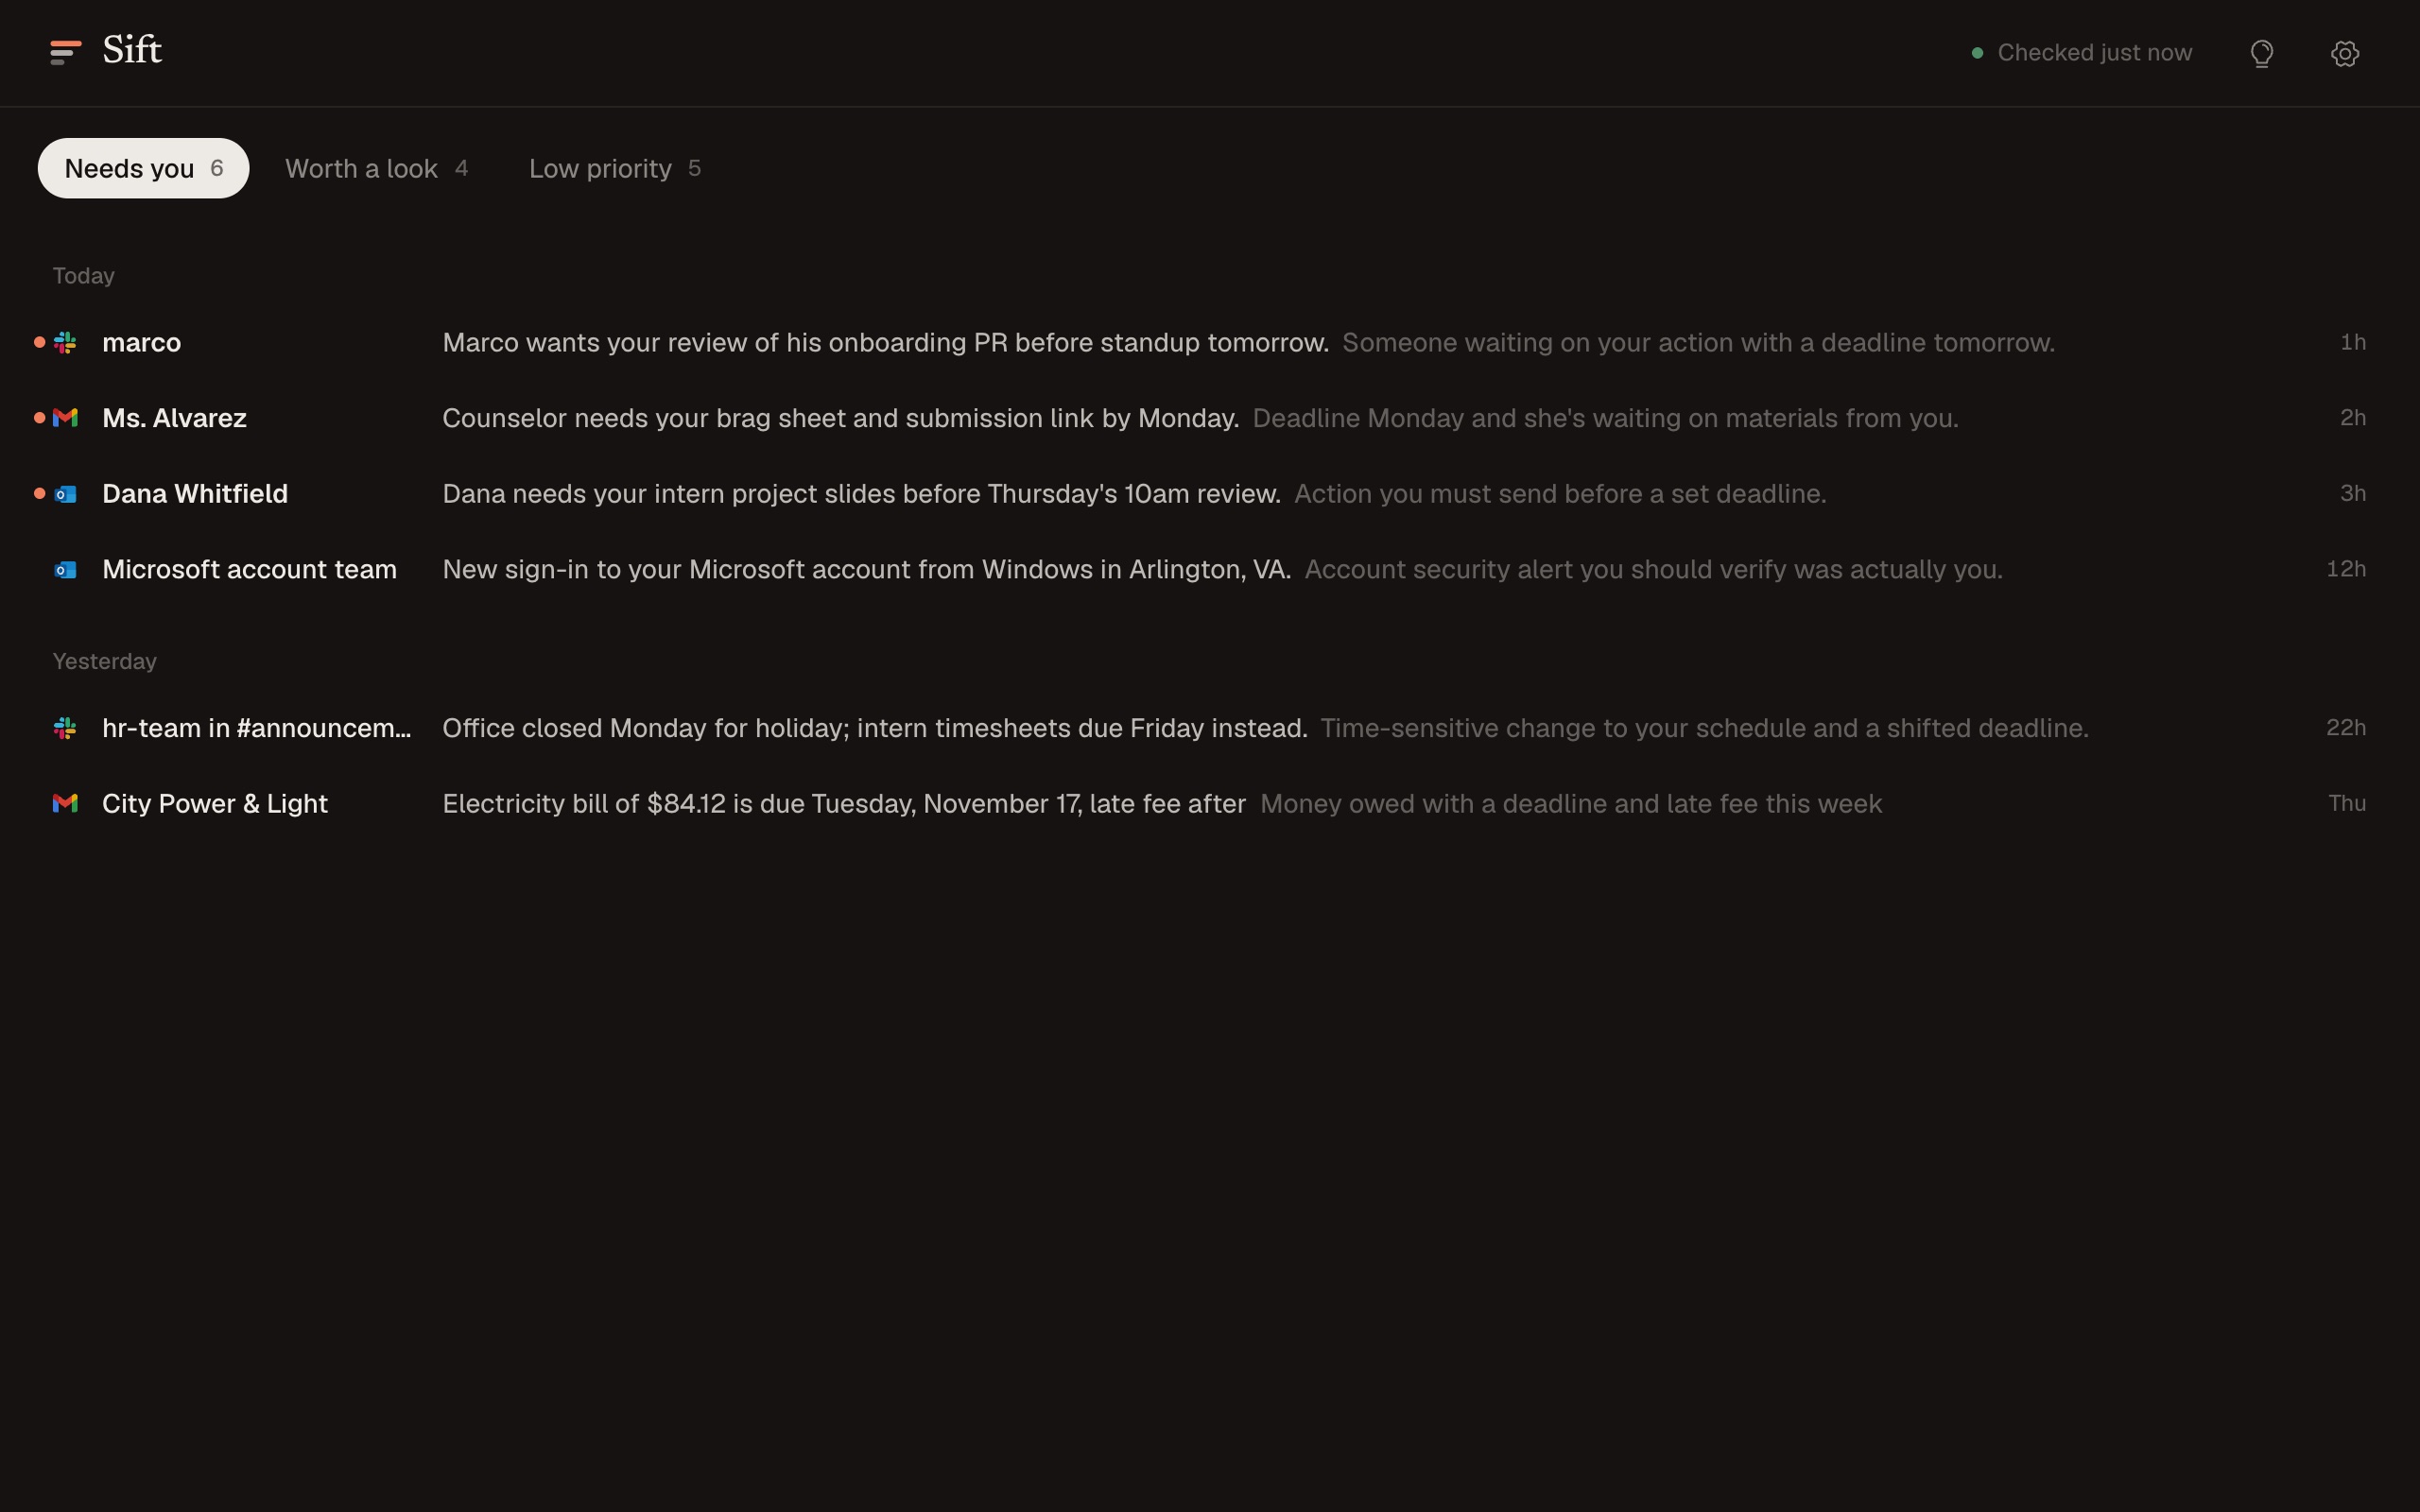 Sift
Checked just now
Needs you 6 Worth a look 4 Low priority 5
Today
marco Marco wants your review of his onboarding PR before standup tomorrow. Someone waiting on your action with a deadline tomorrow. 1h
Ms. Alvarez Counselor needs your brag sheet and submission link by Monday. Deadline Monday and she's waiting on materials from you. 2h
Dana Whitfield Dana needs your intern project slides before Thursday's 10am review. Action you must send before a set deadline. 3h
Microsoft account team New sign-in to your Microsoft account from Windows in Arlington, VA. Account security alert you should verify was actually you. 12h
Yesterday
hr-team in #announcem... Office closed Monday for holiday; intern timesheets due Friday instead. Time-sensitive change to your schedule and a shifted deadline. 22h
City Power & Light Electricity bill of $84.12 is due Tuesday, November 17, late fee after Money owed with a deadline and late fee this week Thu